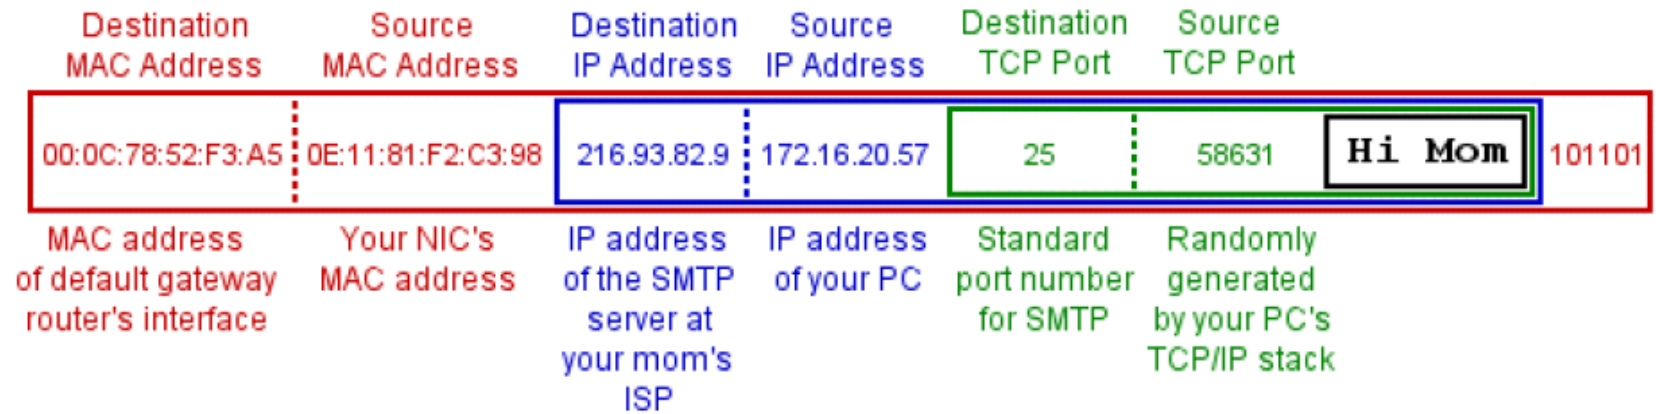 Destination MAC Address
Source MAC Address
Destination IP Address
Source IP Address
Destination TCP Port
Source TCP Port
00:0C:78:52:F3:A5
0E:11:81:F2:C3:98
216.93.82.9
172.16.20.57
25
58631
Hi Mom
101101
MAC address
of default gateway
router's interface
Your NIC's
MAC address
IP address
of the SMTP
server at
your mom's
ISP
IP address
of your PC
Standard
port number
for SMTP
Randomly
generated
by your PC's
TCP/IP stack